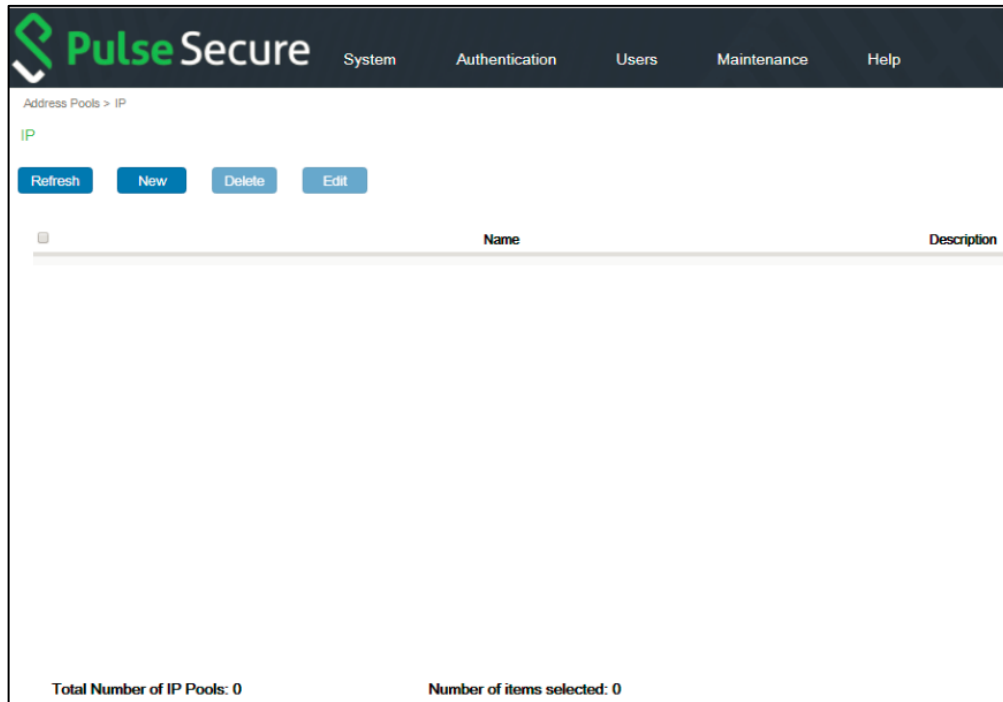 Pulse Secure
System Authentication Users Maintenance Help
Address Pools > IP
IP
Refresh New Delete Edit
Name Description
Total Number of IP Pools: 0 Number of items selected: 0